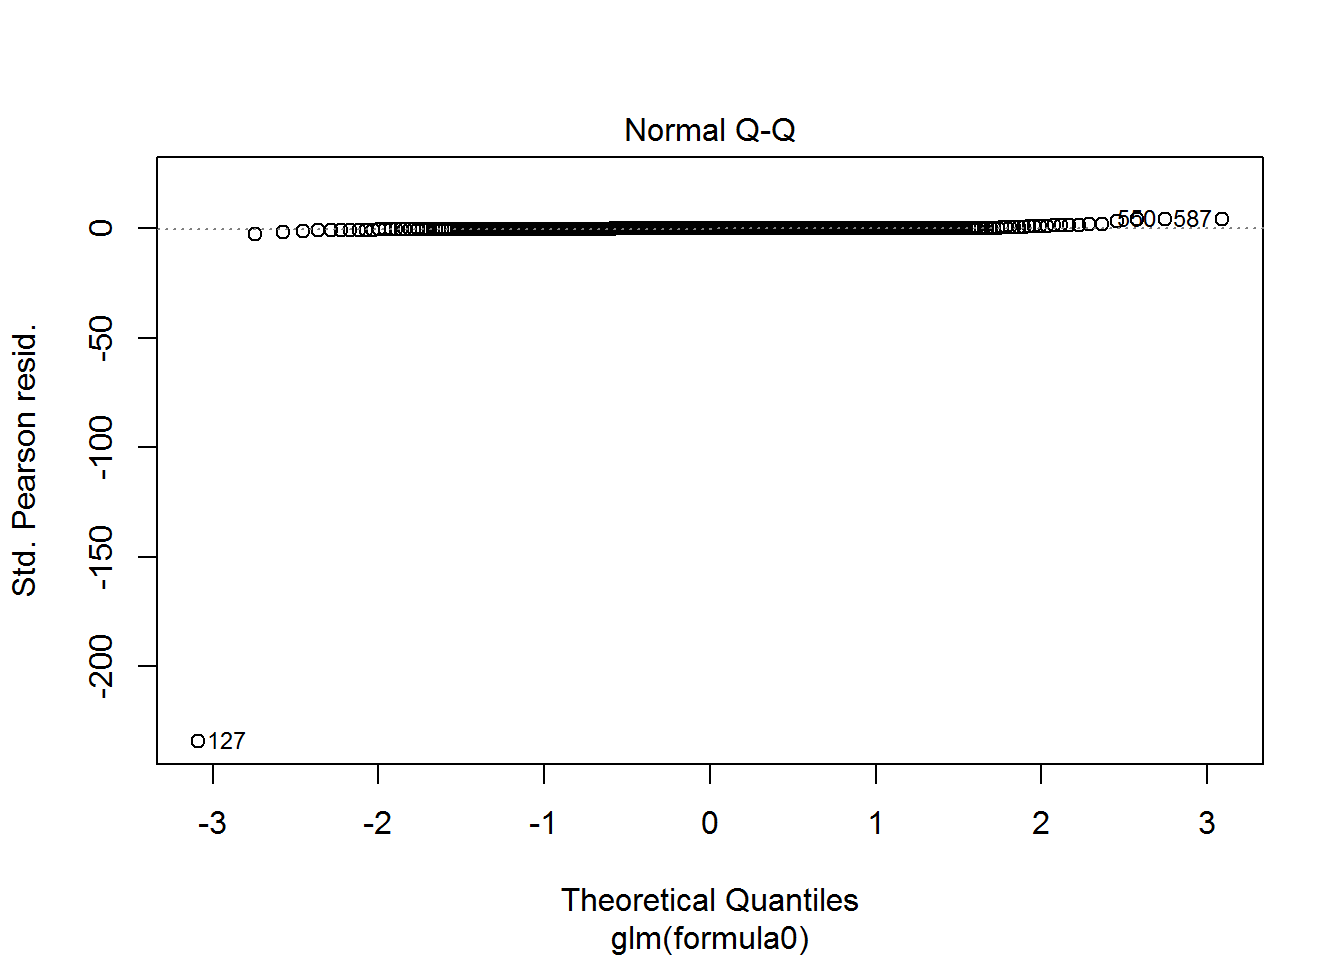 Normal Q-Q
Std. Pearson resid.
0
-50
-100
-150
-200
550
587
127
-3 -2 -1 0 1 2 3
Theoretical Quantiles
glm(formula0)